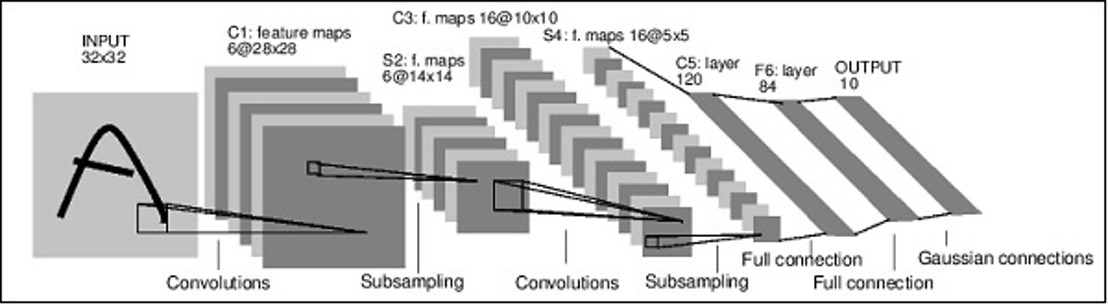 INPUT
32x32
C1: feature maps
6@28x28
S2: f. maps
6@14x14
C3: f. maps 16@10x10
S4: f. maps 16@5x5
C5: layer
120
F6: layer
84
OUTPUT
10
A
Convolutions
Subsampling
Convolutions
Subsampling
Full connection
Full connection
Gaussian connections